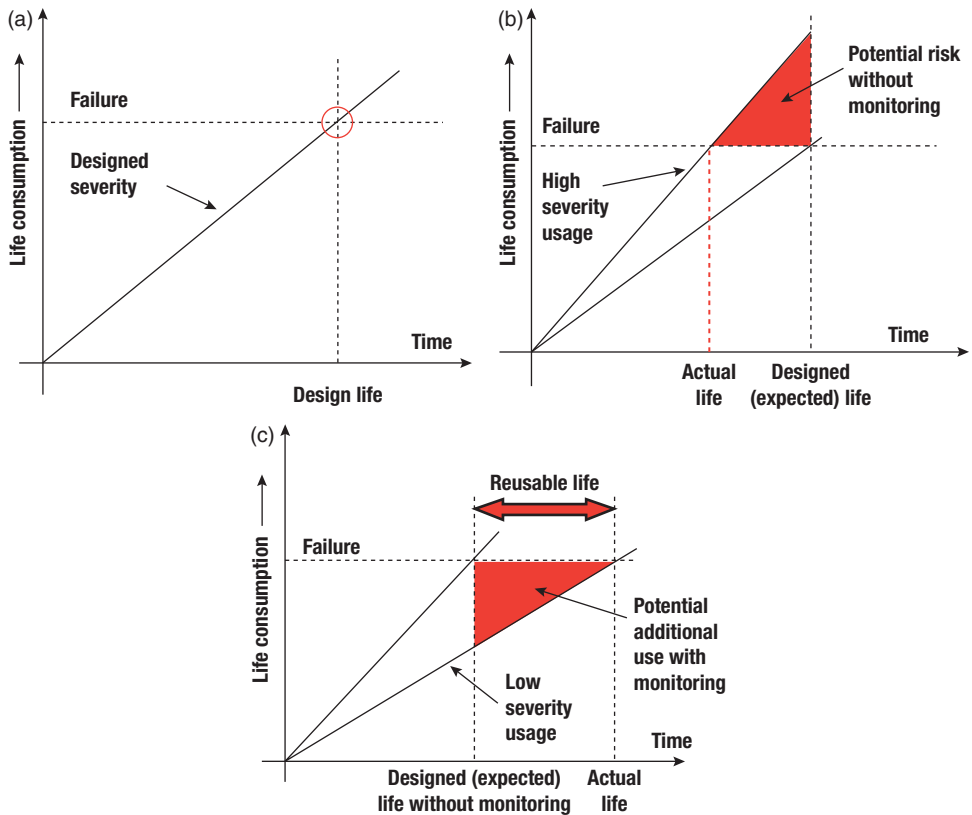 (a)
Life consumption
Failure
Designed
severity
Time
Design life
(b)
Life consumption
Potential risk
without
monitoring
Failure
High
severity
usage
Time
Actual
life
Designed
(expected) life
(c)
Life consumption
Reusable life
Failure
Potential
additional
use with
monitoring
Low
severity
usage
Time
Designed (expected)
life without monitoring
Actual
life